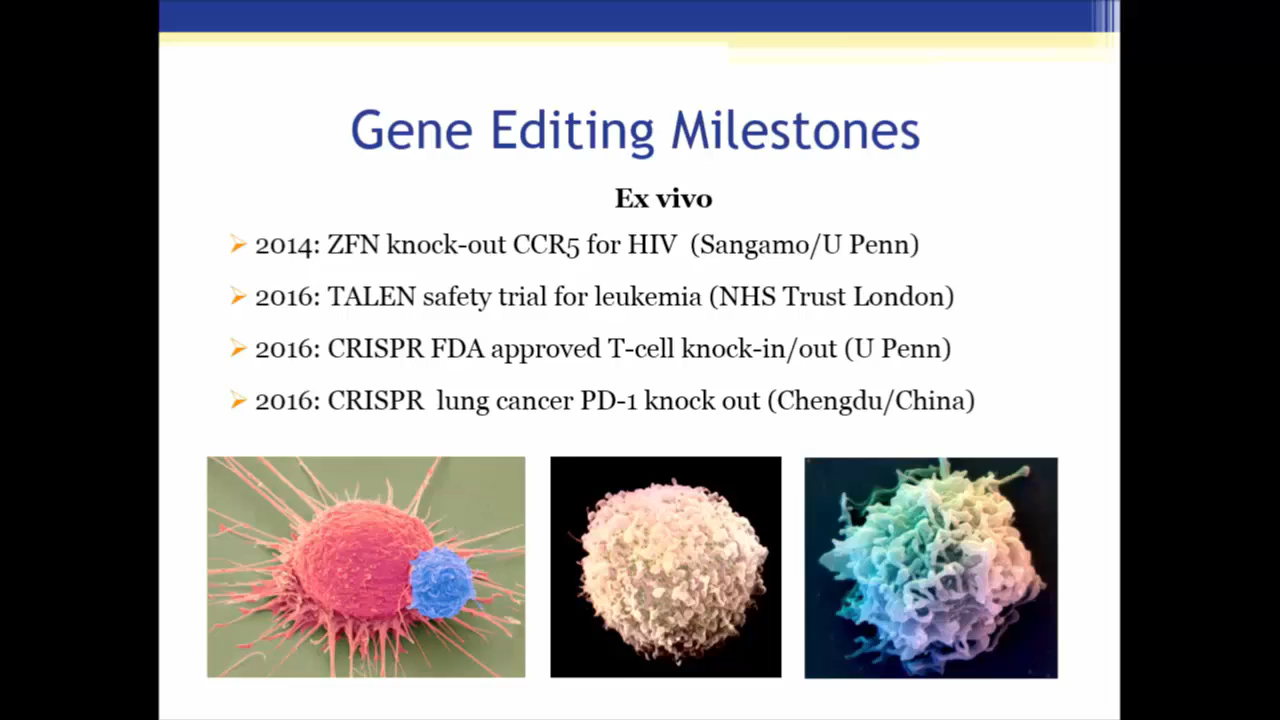 Gene Editing Milestones
Ex vivo
2014: ZFN knock-out CCR5 for HIV (Sangamo/U Penn)
2016: TALEN safety trial for leukemia (NHS Trust London)
2016: CRISPR FDA approved T-cell knock-in/out (U Penn)
2016: CRISPR lung cancer PD-1 knock out (Chengdu/China)